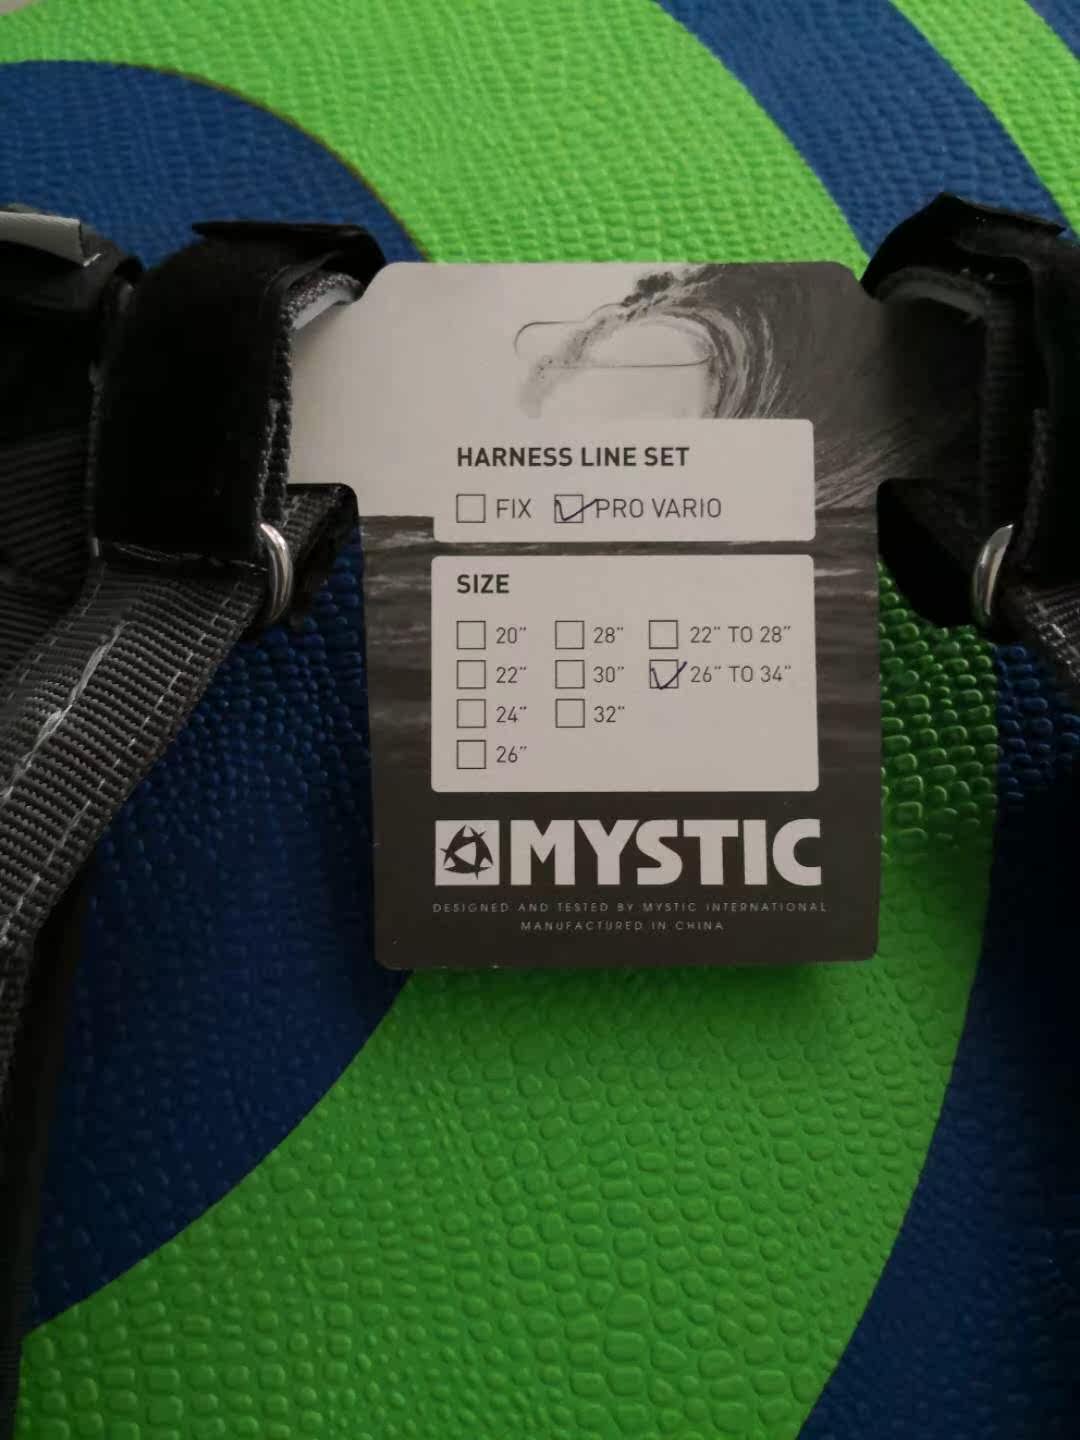 HARNESS LINE SET
FIX PRO VARIO
SIZE
20" 28" 22" TO 28"
22" 30" 26" TO 34"
24" 32"
26"
MYSTIC
DESIGNED AND TESTED BY MYSTIC INTERNATIONAL
MANUFACTURED IN CHINA